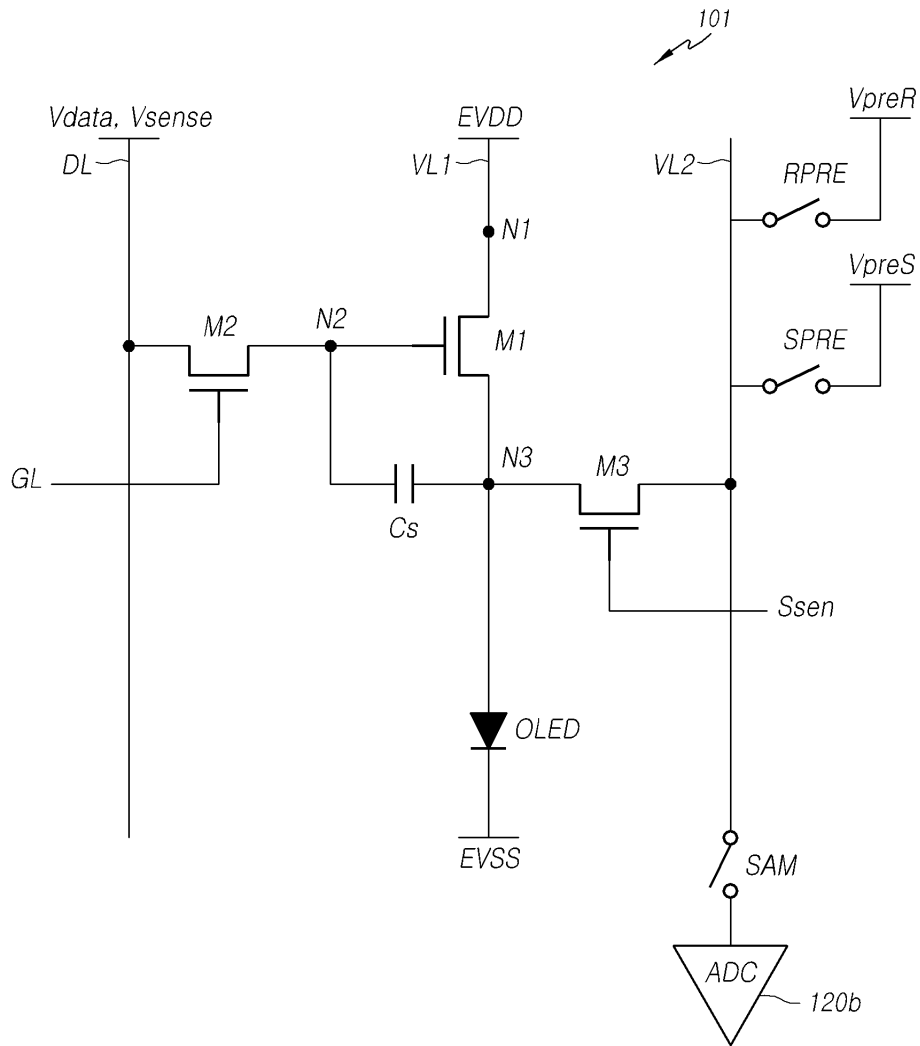 101
Vdata, Vsense
EVDD
VpreR
DL
VL1
VL2
RPRE
N1
VpreS
M2
N2
M1
SPRE
N3
M3
GL
Cs
Ssen
OLED
EVSS
SAM
ADC
120b